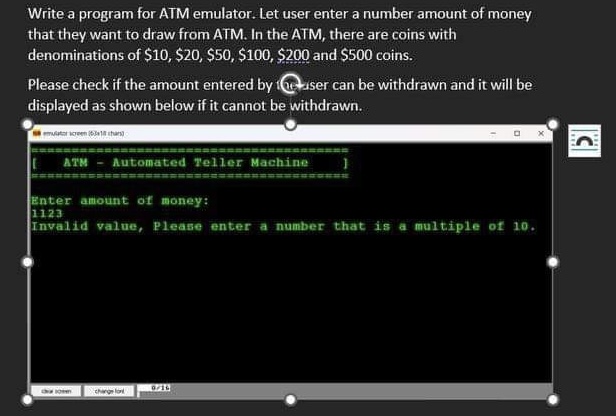 Write a program for ATM emulator. Let user enter a number amount of money
that they want to draw from ATM. In the ATM, there are coins with
denominations of $10, $20, $50, $100, $200 and $500 coins.
Please check if the amount entered by the user can be withdrawn and it will be
displayed as shown below if it cannot be withdrawn.
emulator screen (63x18 chars)
===========================================
[ ATM - Automated Teller Machine ]
===========================================
Enter amount of money:
1123
Invalid value, Please enter a number that is a multiple of 10.
clear screen change font 0/16